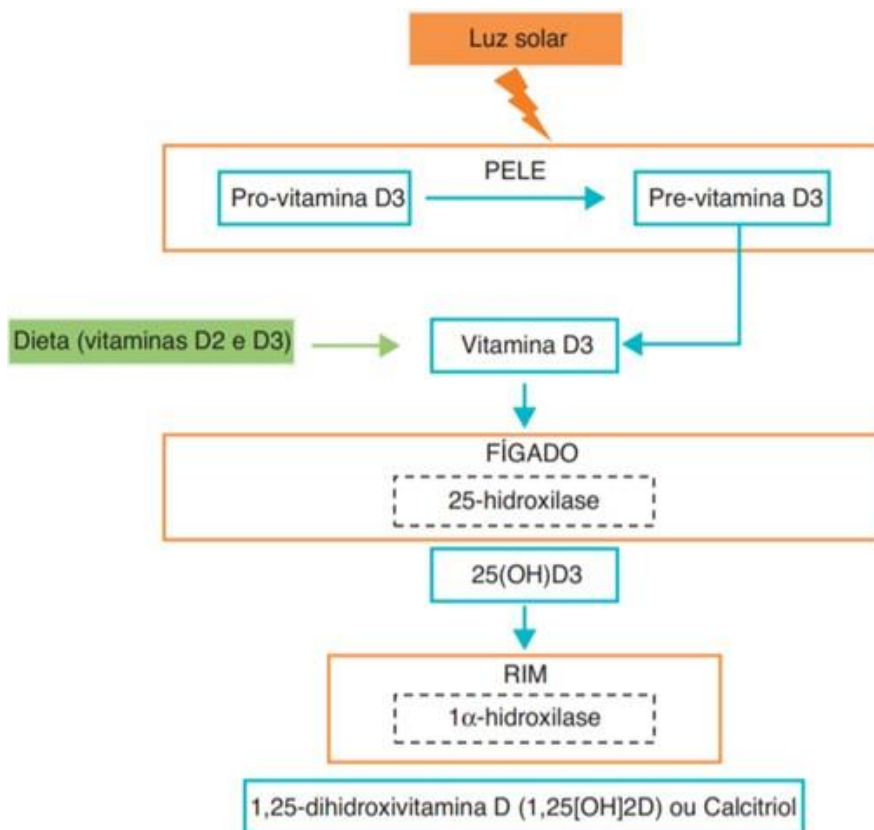 Luz solar
PELE
Pro-vitamina D3
Pre-vitamina D3
Dieta (vitaminas D2 e D3)
Vitamina D3
FÍGADO
25-hidroxilase
25(OH)D3
RIM
1α-hidroxilase
1,25-dihidroxivitamina D (1,25[OH]2D) ou Calcitriol